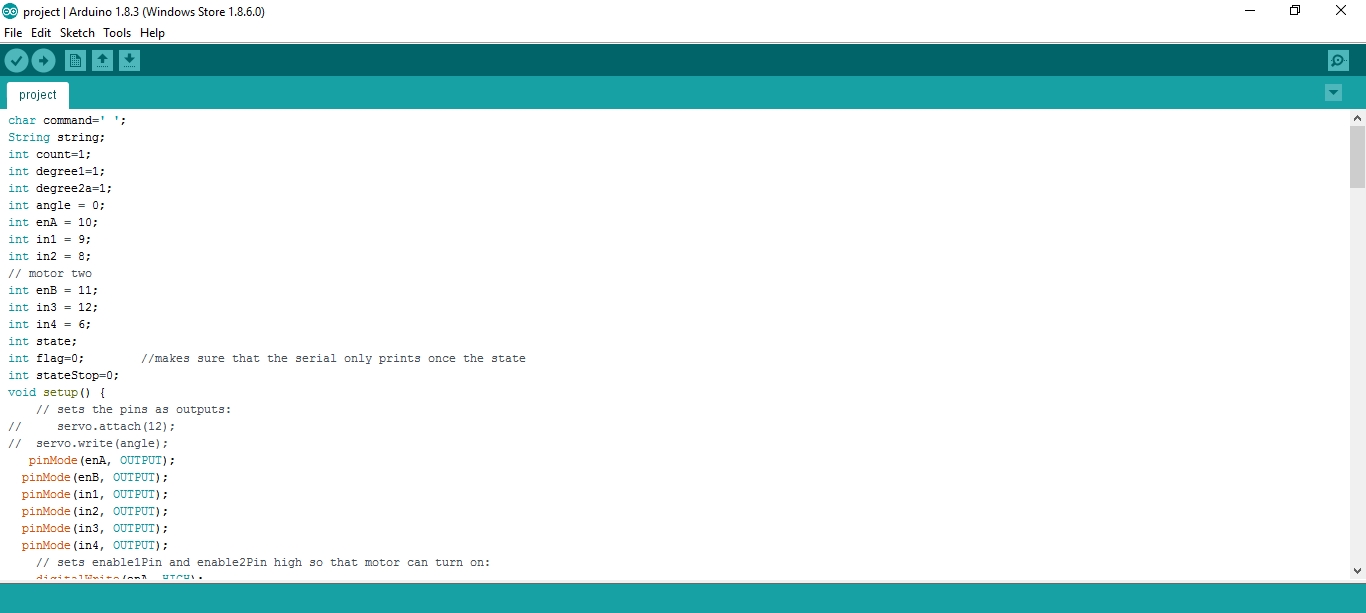 project | Arduino 1.8.3 (Windows Store 1.8.6.0)
File Edit Sketch Tools Help
project
char command=' ';
String string;
int count=1;
int degree1=1;
int degree2a=1;
int angle = 0;
int enA = 10;
int in1 = 9;
int in2 = 8;
// motor two
int enB = 11;
int in3 = 12;
int in4 = 6;
int state;
int flag=0;        //makes sure that the serial only prints once the state
int stateStop=0;
void setup() {
    // sets the pins as outputs:
//     servo.attach(12);
//  servo.write(angle);
   pinMode(enA, OUTPUT);
  pinMode(enB, OUTPUT);
  pinMode(in1, OUTPUT);
  pinMode(in2, OUTPUT);
  pinMode(in3, OUTPUT);
  pinMode(in4, OUTPUT);
    // sets enable1Pin and enable2Pin high so that motor can turn on:
    digitalWrite(enA, HIGH);